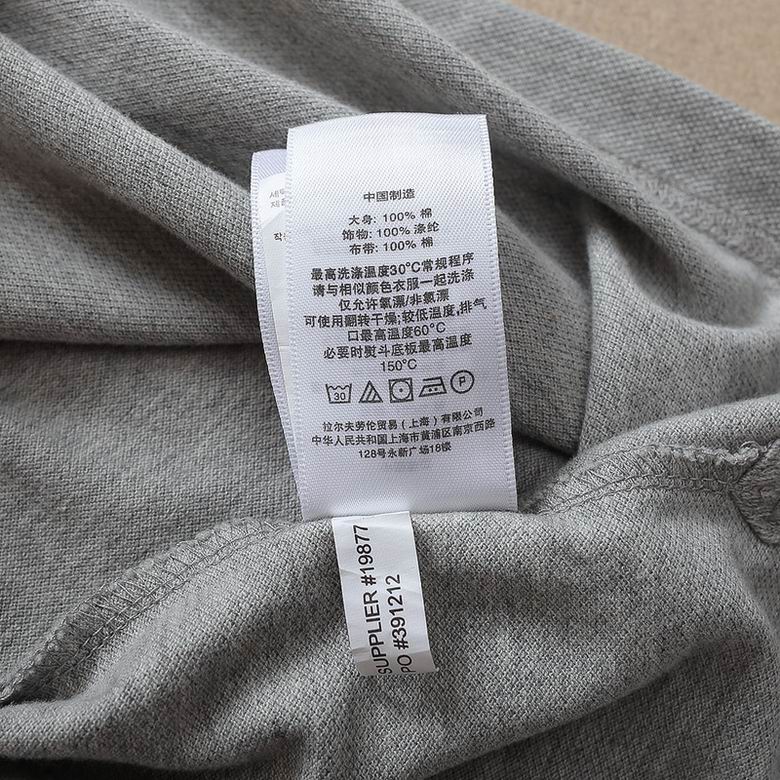 中国制造
大身: 100% 棉
饰物: 100% 涤纶
布带: 100% 棉
最高洗涤温度30°C常规程序
请与相似颜色衣服一起洗涤
仅允许氧漂/非氯漂
可使用翻转干燥;较低温度,排气
口最高温度60°C
必要时熨斗底板最高温度
150°C
30
P
拉尔夫劳伦贸易（上海）有限公司
中华人民共和国上海市黄浦区南京西路
128号永新广场18楼
SUPPLIER #19877
PO #391212